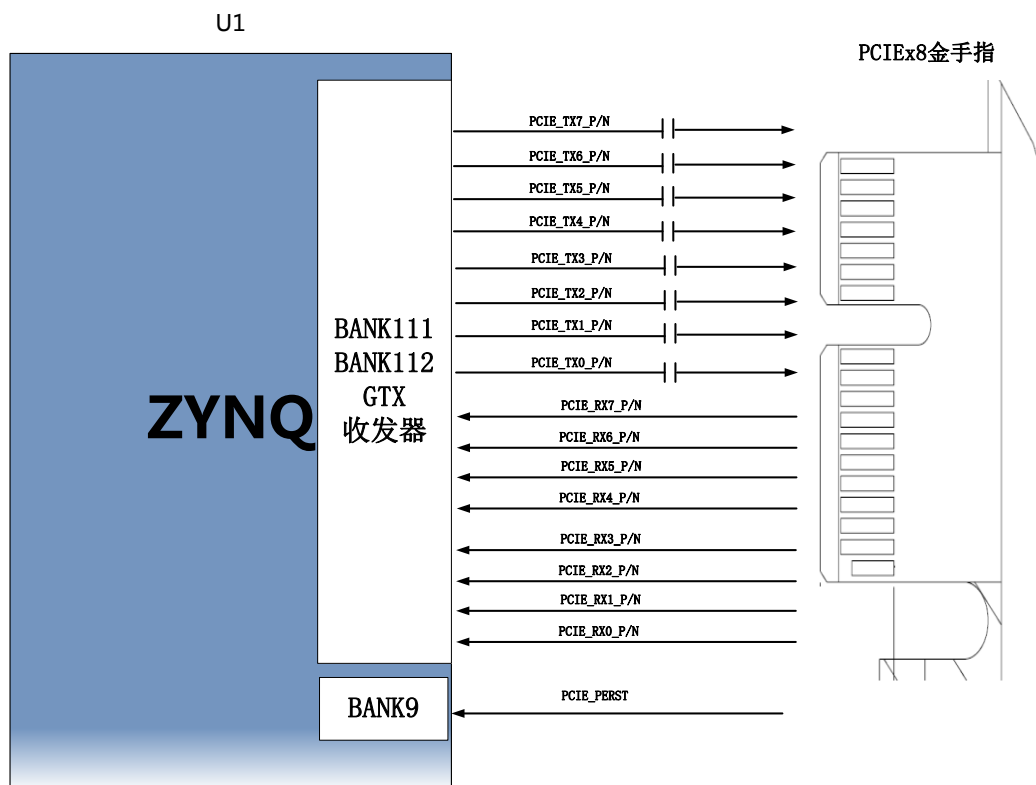 U1
PCIEx8金手指
PCIE_TX7_P/N
PCIE_TX6_P/N
PCIE_TX5_P/N
PCIE_TX4_P/N
PCIE_TX3_P/N
PCIE_TX2_P/N
PCIE_TX1_P/N
PCIE_TX0_P/N
ZYNQ
BANK111
BANK112
GTX
收发器
PCIE_RX7_P/N
PCIE_RX6_P/N
PCIE_RX5_P/N
PCIE_RX4_P/N
PCIE_RX3_P/N
PCIE_RX2_P/N
PCIE_RX1_P/N
PCIE_RX0_P/N
BANK9
PCIE_PERST